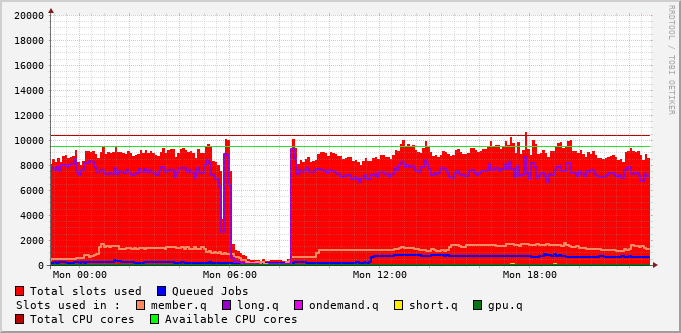 20000
18000
16000
14000
12000
10000
8000
6000
4000
2000
0
Mon 00:00 Mon 06:00 Mon 12:00 Mon 18:00
Total slots used Queued Jobs
Slots used in : member.q long.q ondemand.q short.q gpu.q
Total CPU cores Available CPU cores
RRDTOOL / TOBI OETIKER